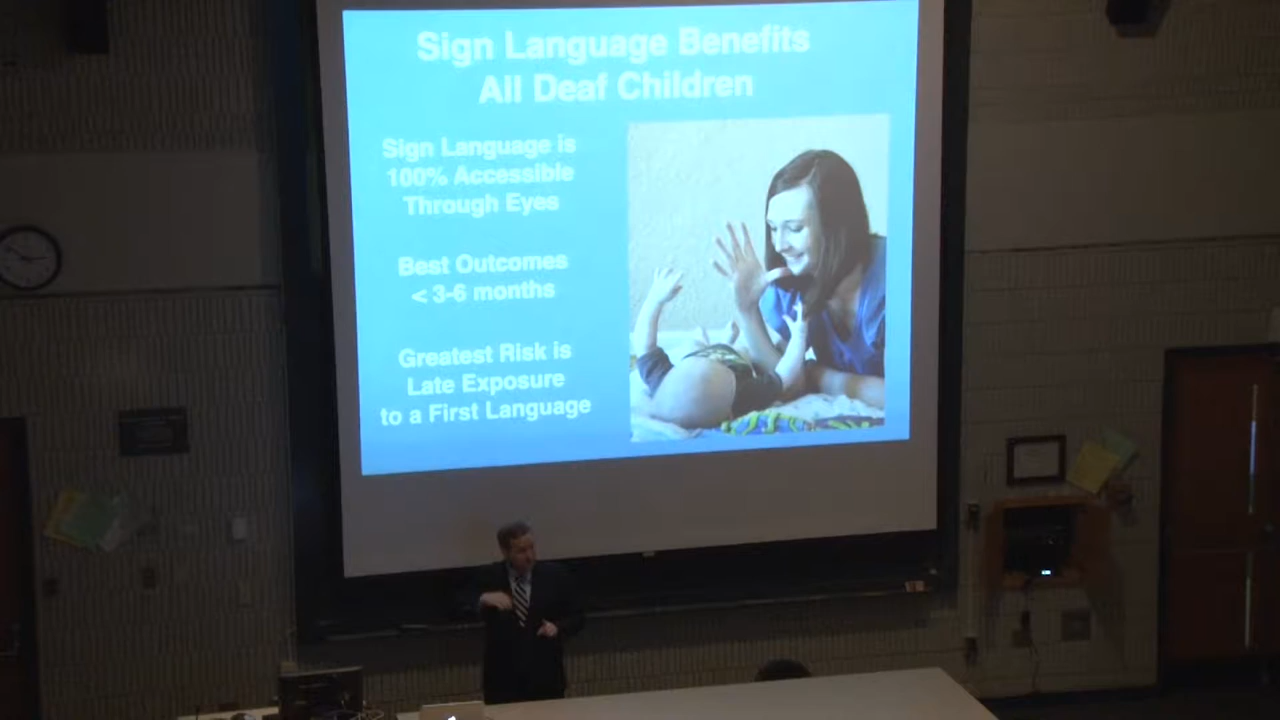 Sign Language Benefits
All Deaf Children
Sign Language is
100% Accessible
Through Eyes
Best Outcomes
< 3-6 months
Greatest Risk is
Late Exposure
to a First Language